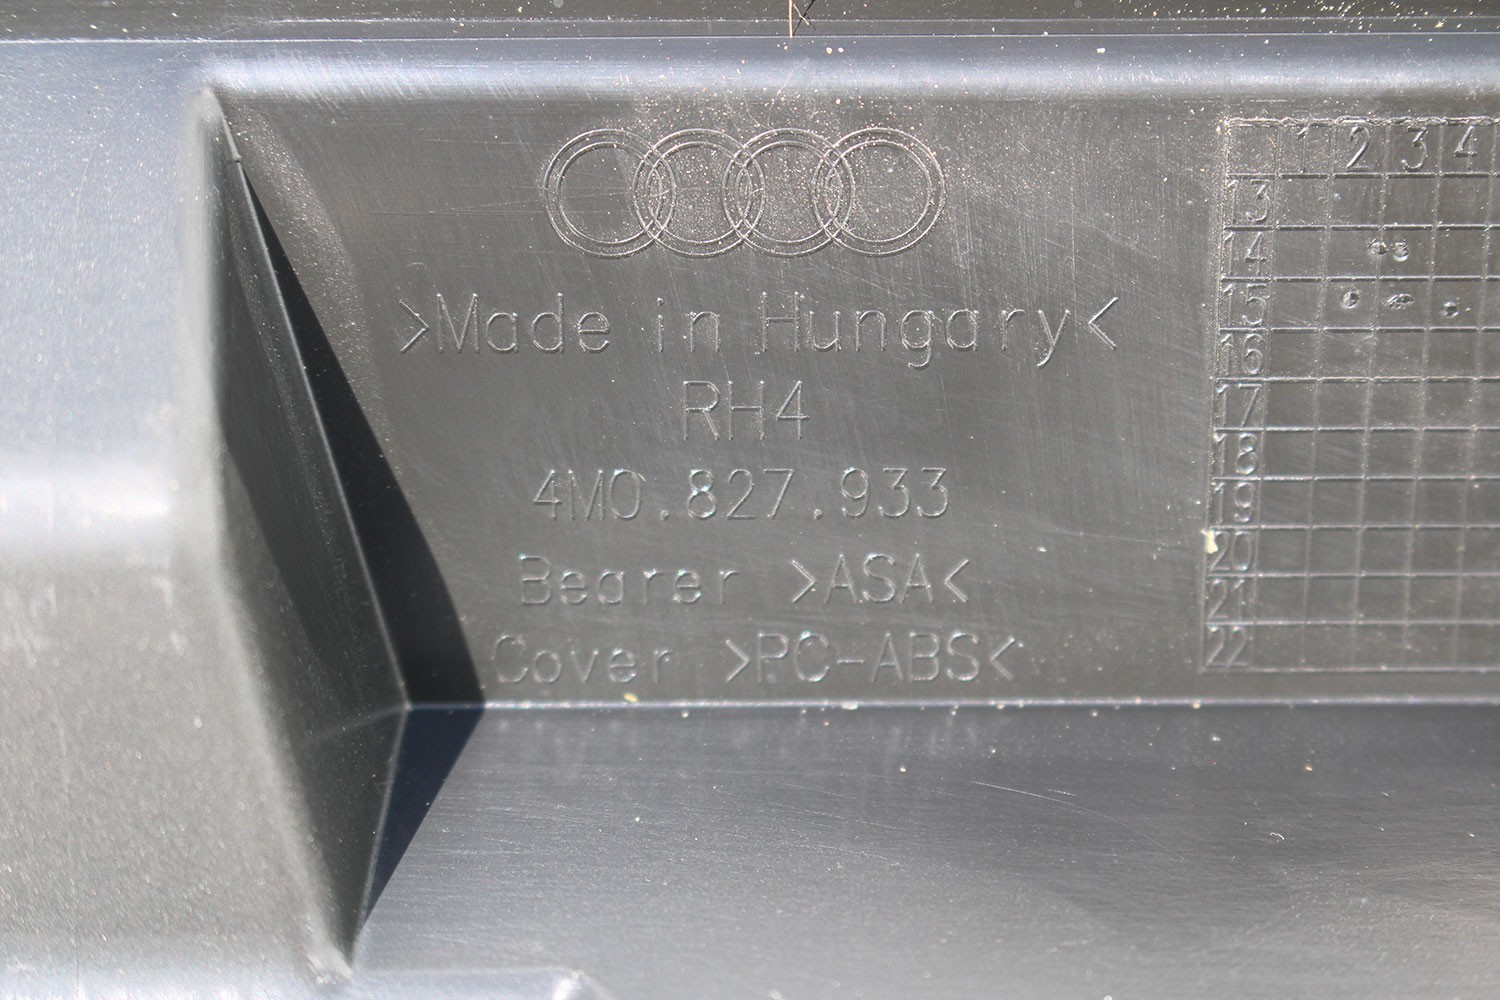 >Made in Hungary<
RH4
4M0.827.933
Bearer >ASA<
Cover >PC-ABS<
1 2 3 4
13
14
15
16
17
18
19
20
21
22